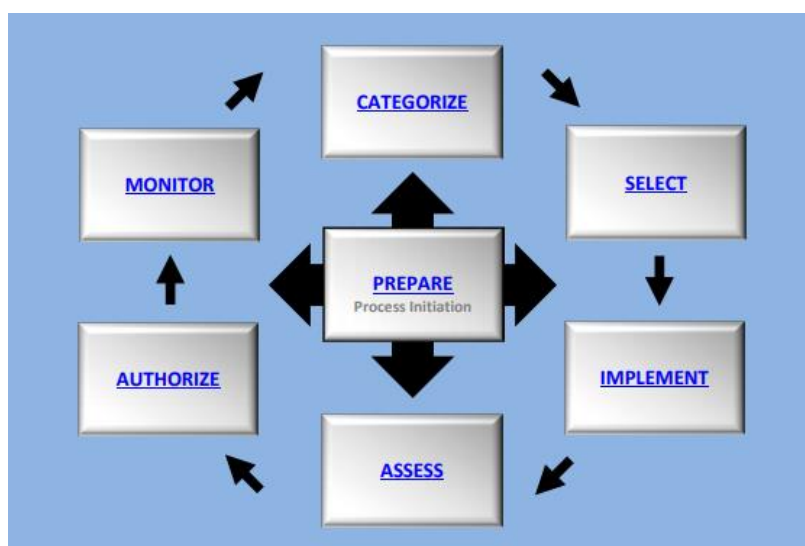 CATEGORIZE
MONITOR
SELECT
PREPARE
Process Initiation
AUTHORIZE
IMPLEMENT
ASSESS